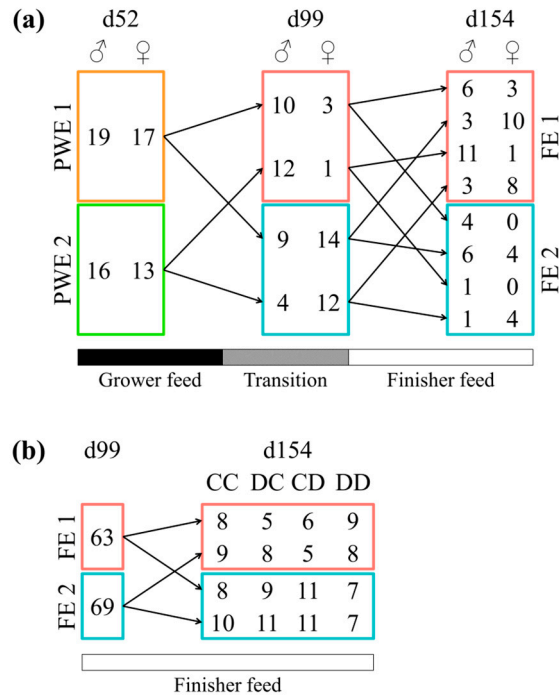 (a)
d52 d99 d154
♂ ♀ ♂ ♀ ♂ ♀
PWE 1
19 17
PWE 2
16 13
10 3
12 1
9 14
4 12
6 3
3 10
11 1
3 8
FE 1
4 0
6 4
1 0
1 4
FE 2
Grower feed Transition Finisher feed
(b)
d99 d154
CC DC CD DD
FE 1
63
8 5 6 9
9 8 5 8
FE 2
69
8 9 11 7
10 11 11 7
Finisher feed